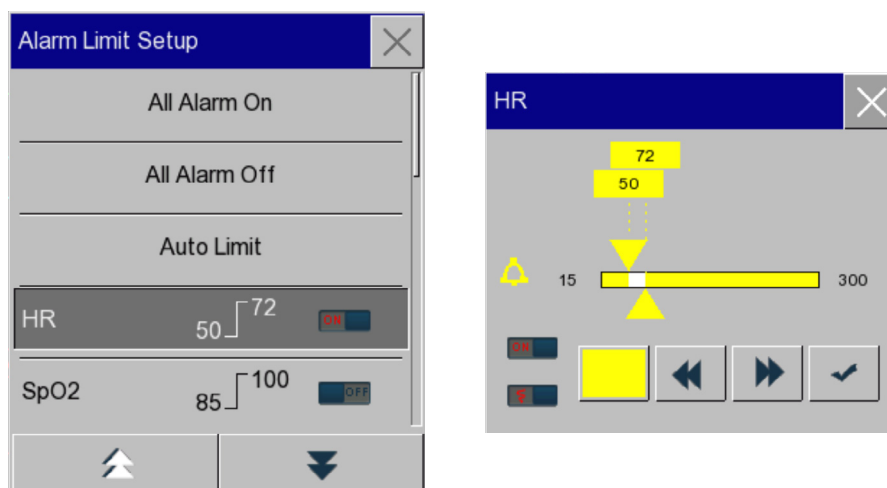 Alarm Limit Setup
All Alarm On
All Alarm Off
Auto Limit
HR 50 72 ON
SpO2 85 100 OFF
HR
72
50
15 300
ON